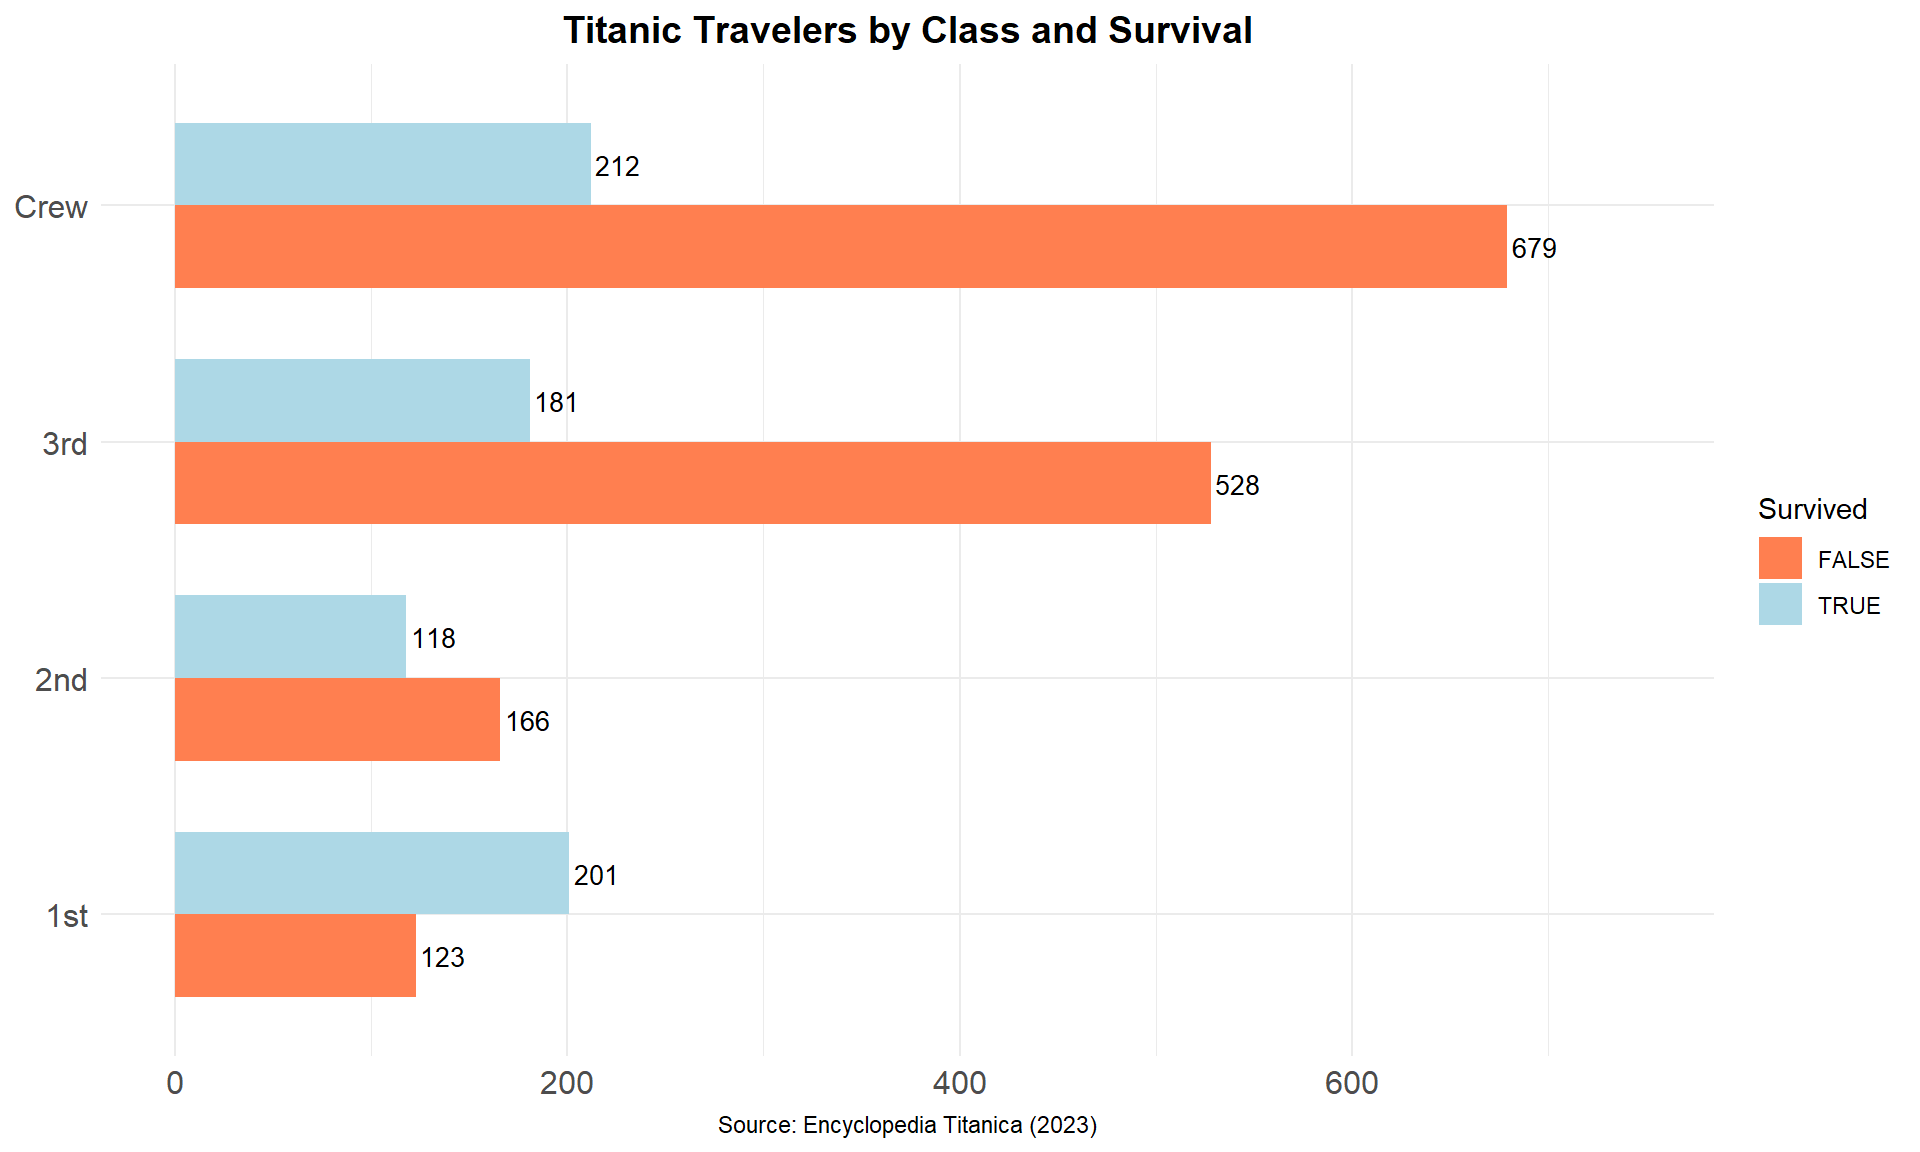 Titanic Travelers by Class and Survival
Crew
212
679
3rd
181
528
2nd
118
166
1st
201
123
0 200 400 600
Source: Encyclopedia Titanica (2023)
Survived
FALSE
TRUE